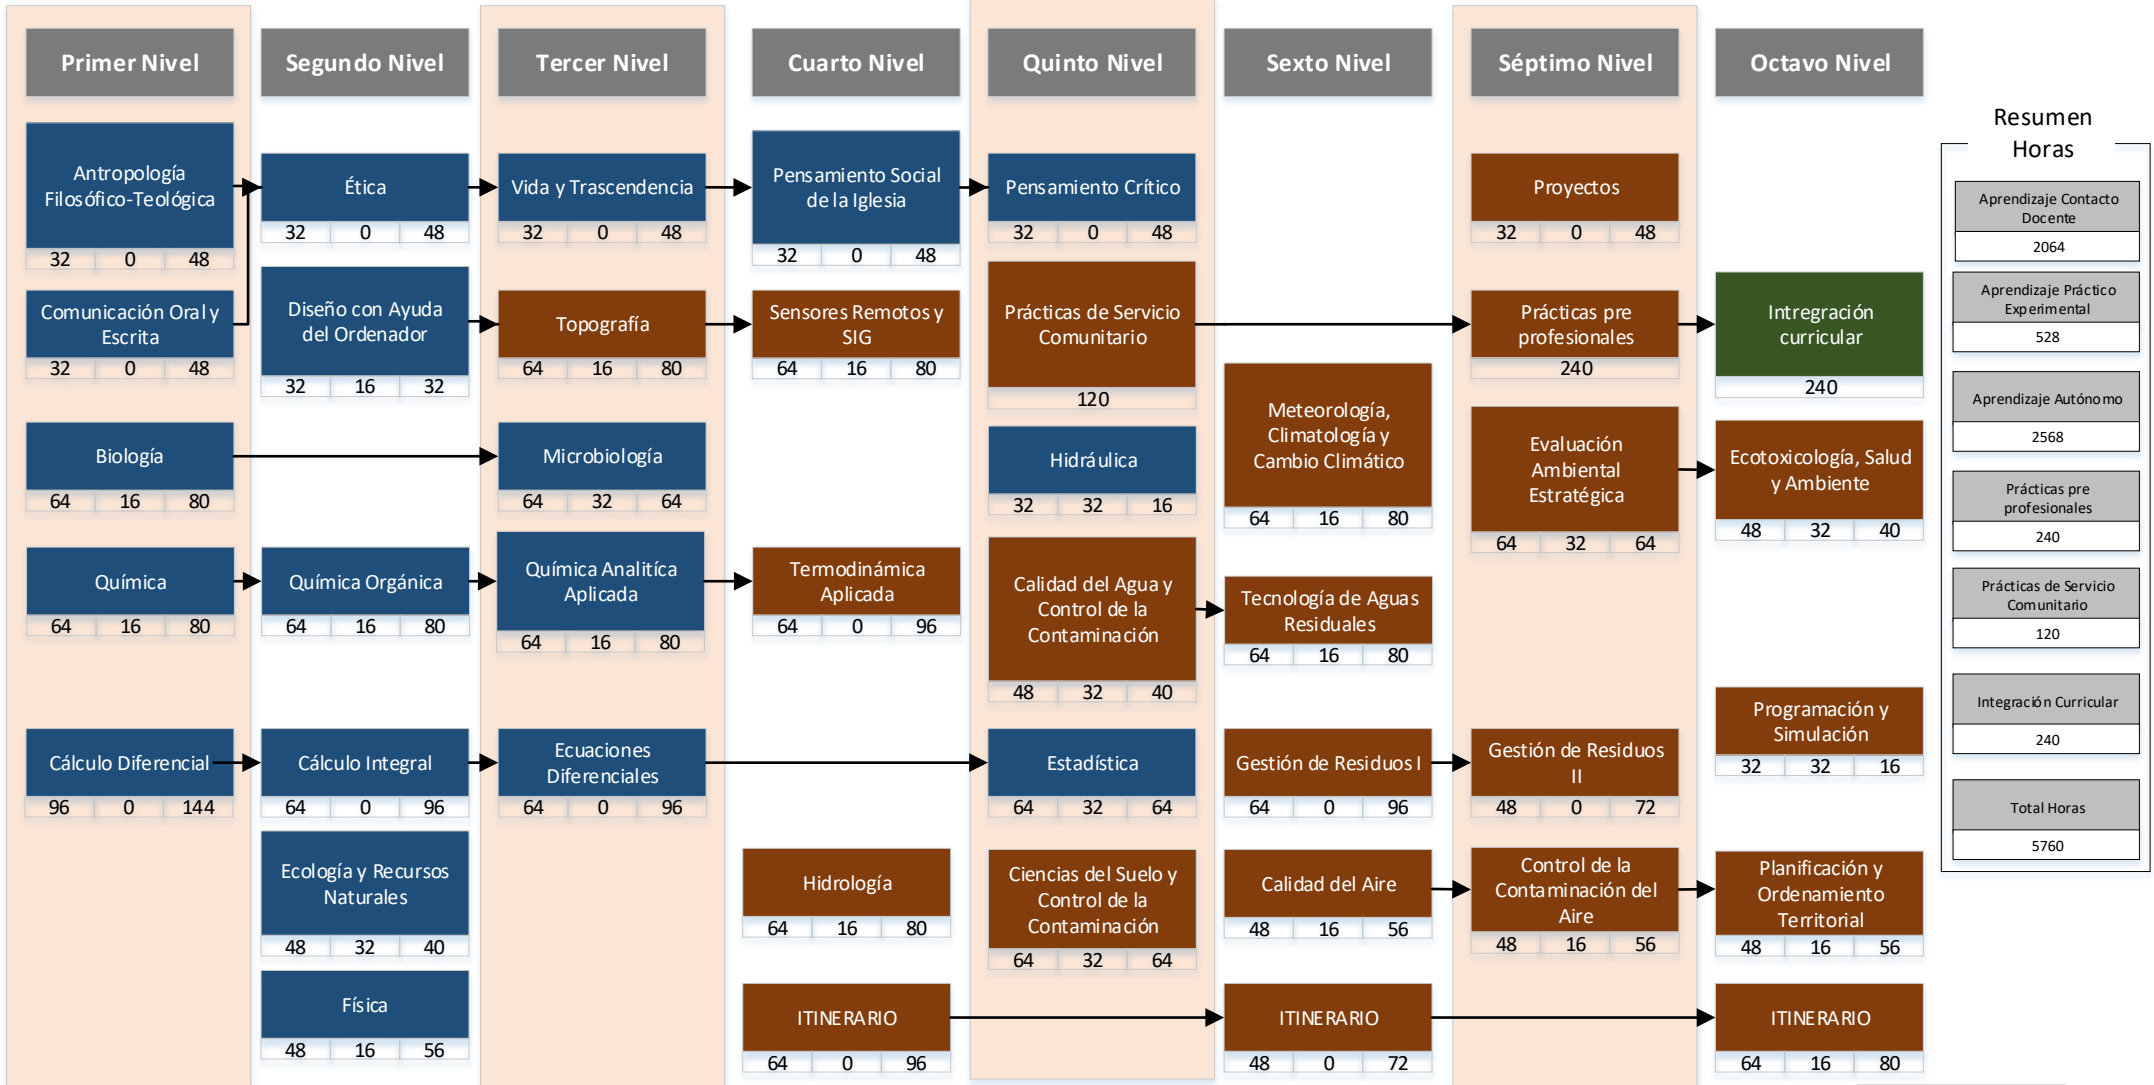 Primer Nivel
Antropología
Filosófico-Teológica
32 0 48
Comunicación Oral y
Escrita
32 0 48
Biología
64 16 80
Química
64 16 80
Cálculo Diferencial
96 0 144
Segundo Nivel
Ética
32 0 48
Diseño con Ayuda
del Ordenador
32 16 32
Química Orgánica
64 16 80
Cálculo Integral
64 0 96
Ecología y Recursos
Naturales
48 32 40
Física
48 16 56
Tercer Nivel
Vida y Trascendencia
32 0 48
Topografía
64 16 80
Microbiología
64 32 64
Química Analitíca
Aplicada
64 16 80
Ecuaciones
Diferenciales
64 0 96
Cuarto Nivel
Pensamiento Social
de la Iglesia
32 0 48
Sensores Remotos y
SIG
64 16 80
Termodinámica
Aplicada
64 0 96
Hidrología
64 16 80
ITINERARIO
64 0 96
Quinto Nivel
Pensamiento Crítico
32 0 48
Prácticas de Servicio
Comunitario
120
Hidráulica
32 32 16
Calidad del Agua y
Control de la
Contaminación
48 32 40
Estadística
64 32 64
Ciencias del Suelo y
Control de la
Contaminación
64 32 64
Sexto Nivel
Meteorología,
Climatología y
Cambio Climático
64 16 80
Tecnología de Aguas
Residuales
64 16 80
Gestión de Residuos I
64 0 96
Calidad del Aire
48 16 56
ITINERARIO
48 0 72
Séptimo Nivel
Proyectos
32 0 48
Prácticas pre
profesionales
240
Evaluación
Ambiental
Estratégica
64 32 64
Gestión de Residuos
II
48 0 72
Control de la
Contaminación del
Aire
48 16 56
Octavo Nivel
Intregración
curricular
240
Ecotoxicología, Salud
y Ambiente
48 32 40
Programación y
Simulación
32 32 16
Planificación y
Ordenamiento
Territorial
48 16 56
ITINERARIO
64 16 80
Resumen
Horas
Aprendizaje Contacto
Docente
2064
Aprendizaje Práctico
Experimental
528
Aprendizaje Autónomo
2568
Prácticas pre
profesionales
240
Prácticas de Servicio
Comunitario
120
Integración Curricular
240
Total Horas
5760